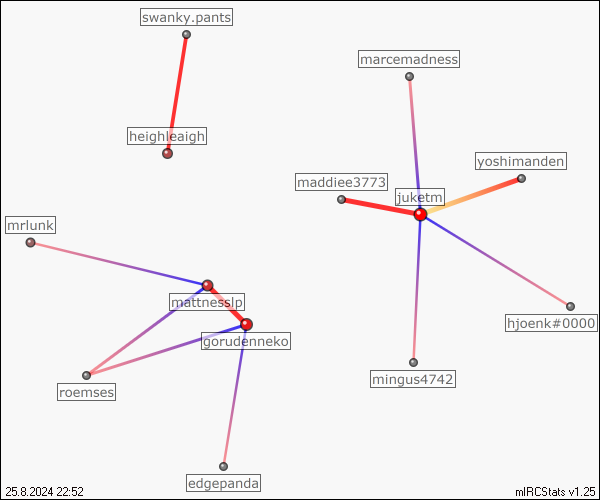 swanky.pants
marcemadness
heighleaigh
yoshimanden
maddiee3773
juketm
mrlunk
mattnesslp
hjoenk#0000
gorudenneko
mingus4742
roemses
edgepanda
25.8.2024 22:52
mIRCStats v1.25